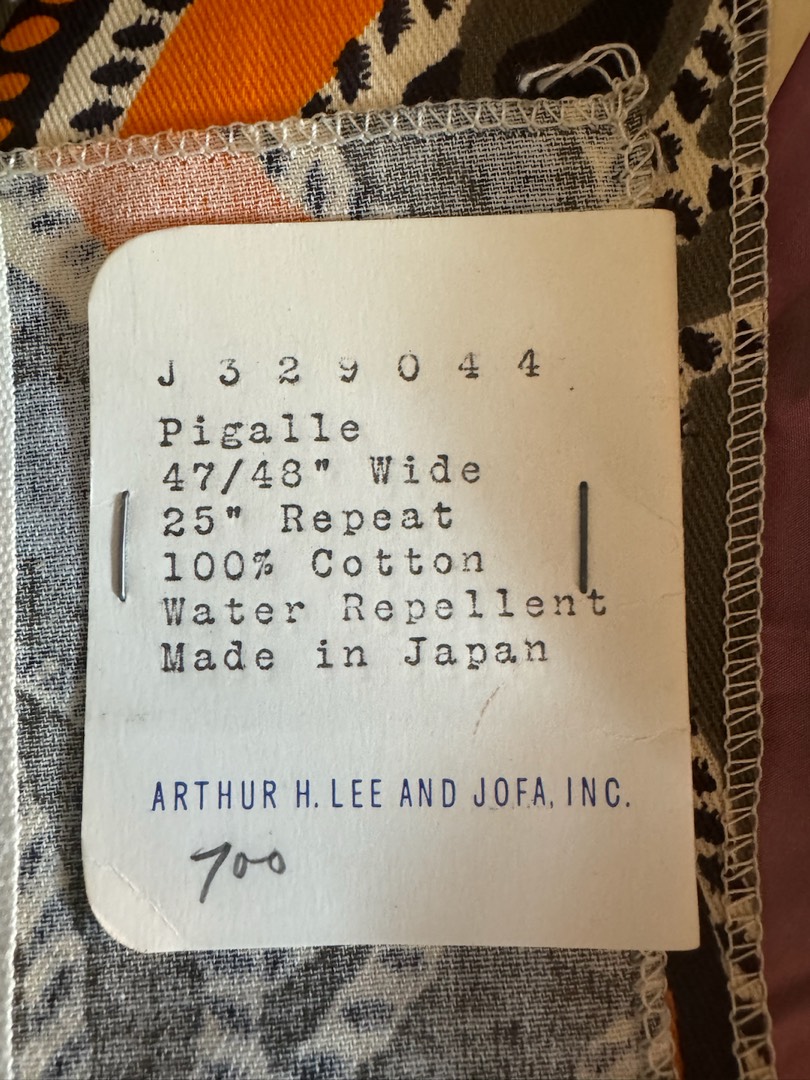 J 3 2 9 0 4 4
Pigalle
47/48" Wide
25" Repeat
100% Cotton
Water Repellent
Made in Japan
ARTHUR H. LEE AND JOFA, INC.
700